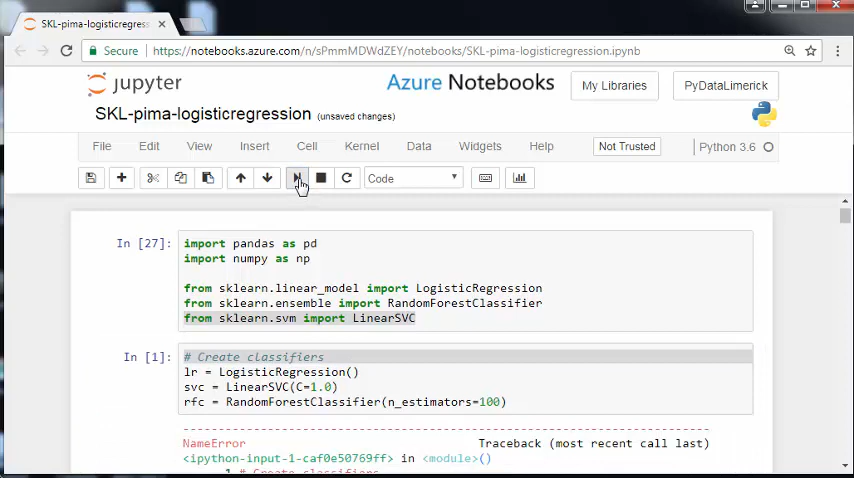 SKL-pima-logisticregress
Secure https://notebooks.azure.com/n/sPmmMDWdZEY/notebooks/SKL-pima-logisticregression.ipynb
jupyter Azure Notebooks My Libraries PyDataLimerick
SKL-pima-logisticregression (unsaved changes)
File Edit View Insert Cell Kernel Data Widgets Help Not Trusted Python 3.6
Code
In [27]: import pandas as pd
import numpy as np
from sklearn.linear_model import LogisticRegression
from sklearn.ensemble import RandomForestClassifier
from sklearn.svm import LinearSVC
In [1]: # Create classifiers
lr = LogisticRegression()
svc = LinearSVC(C=1.0)
rfc = RandomForestClassifier(n_estimators=100)
---------------------------------------------------------------------------
NameError Traceback (most recent call last)
<ipython-input-1-caf0e50769ff> in <module>()
1 # Create classifiers